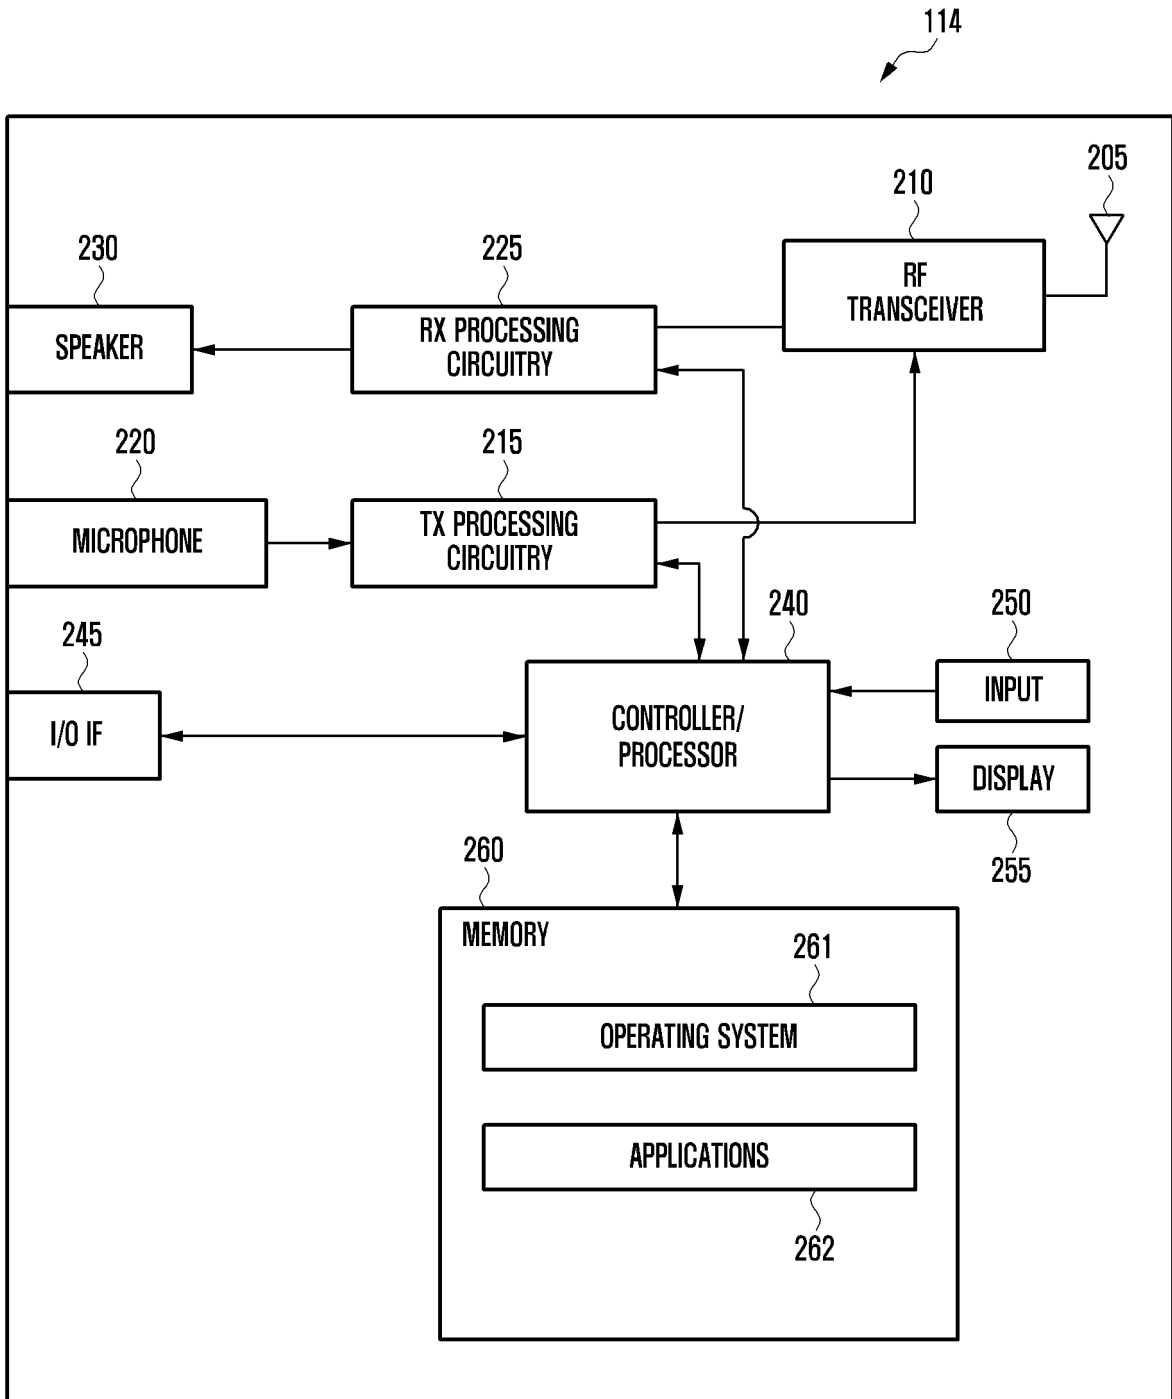 114
205
210
RF
TRANSCEIVER
230
225
SPEAKER
RX PROCESSING
CIRCUITRY
220
215
MICROPHONE
TX PROCESSING
CIRCUITRY
245
240
250
I/O IF
CONTROLLER/
PROCESSOR
INPUT
DISPLAY
255
260
MEMORY
261
OPERATING SYSTEM
APPLICATIONS
262